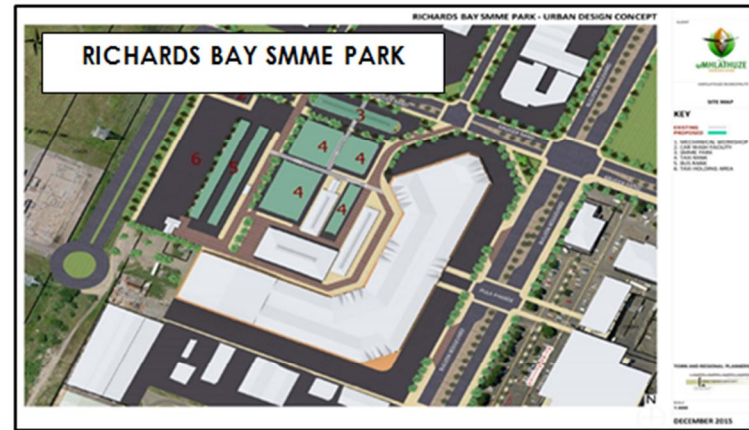 RICHARDS BAY SMME PARK - URBAN DESIGN CONCEPT
RICHARDS BAY SMME PARK
uMHLATHUZE
SITE MAP
KEY
EXISTING
PROPOSED
1. MECHANICAL WORKSHOP
2. CAR WASH FACILITY
3. SMME PARK
4. TAXI RANK
5. BUS RANK
6. TAXI HOLDING AREA
3
4
4
6
5
4
4
TOWN AND REGIONAL PLANNERS
N
DECEMBER 2015